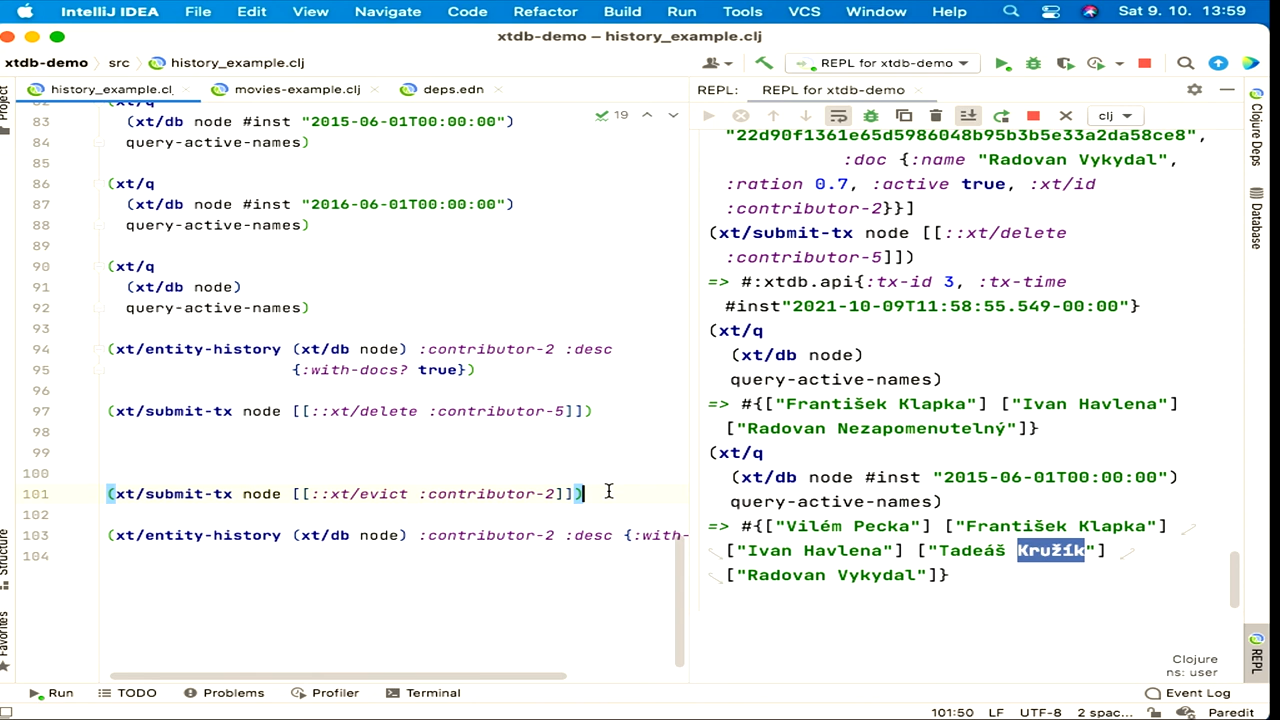 IntelliJ IDEA File Edit View Navigate Code Refactor Build Run Tools VCS Window Help Sat 9. 10. 13:59
xtdb-demo – history_example.clj
xtdb-demo src history_example.clj REPL for xtdb-demo
history_example.cl movies-example.clj deps.edn
REPL: REPL for xtdb-demo
19
clj
Project
Structure
Favorites
82 (xt/q
83 (xt/db node #inst "2015-06-01T00:00:00")
84 query-active-names)
85
86 (xt/q
87 (xt/db node #inst "2016-06-01T00:00:00")
88 query-active-names)
89
90 (xt/q
91 (xt/db node)
92 query-active-names)
93
94 (xt/entity-history (xt/db node) :contributor-2 :desc
95 {:with-docs? true})
96
97 (xt/submit-tx node [[::xt/delete :contributor-5]])
98
99
100
101 (xt/submit-tx node [[::xt/evict :contributor-2]])
102
103 (xt/entity-history (xt/db node) :contributor-2 :desc {:with-
104
"22d90f1361e65d5986048b95b3b5e33a2da58ce8",
:doc {:name "Radovan Vykydal",
:ration 0.7, :active true, :xt/id
:contributor-2}}]
(xt/submit-tx node [[::xt/delete
:contributor-5]])
=> #:xtdb.api{:tx-id 3, :tx-time
#inst"2021-10-09T11:58:55.549-00:00"}
(xt/q
(xt/db node)
query-active-names)
=> #{["František Klapka"] ["Ivan Havlena"]
["Radovan Nezapomenutelný"]}
(xt/q
(xt/db node #inst "2015-06-01T00:00:00")
query-active-names)
=> #{["Vilém Pecka"] ["František Klapka"]
["Ivan Havlena"] ["Tadeáš Kružík"]
["Radovan Vykydal"]}
Clojure
ns: user
Clojure Deps
Database
REPL
Run TODO Problems Profiler Terminal Event Log
101:50 LF UTF-8 2 spac... Paredit